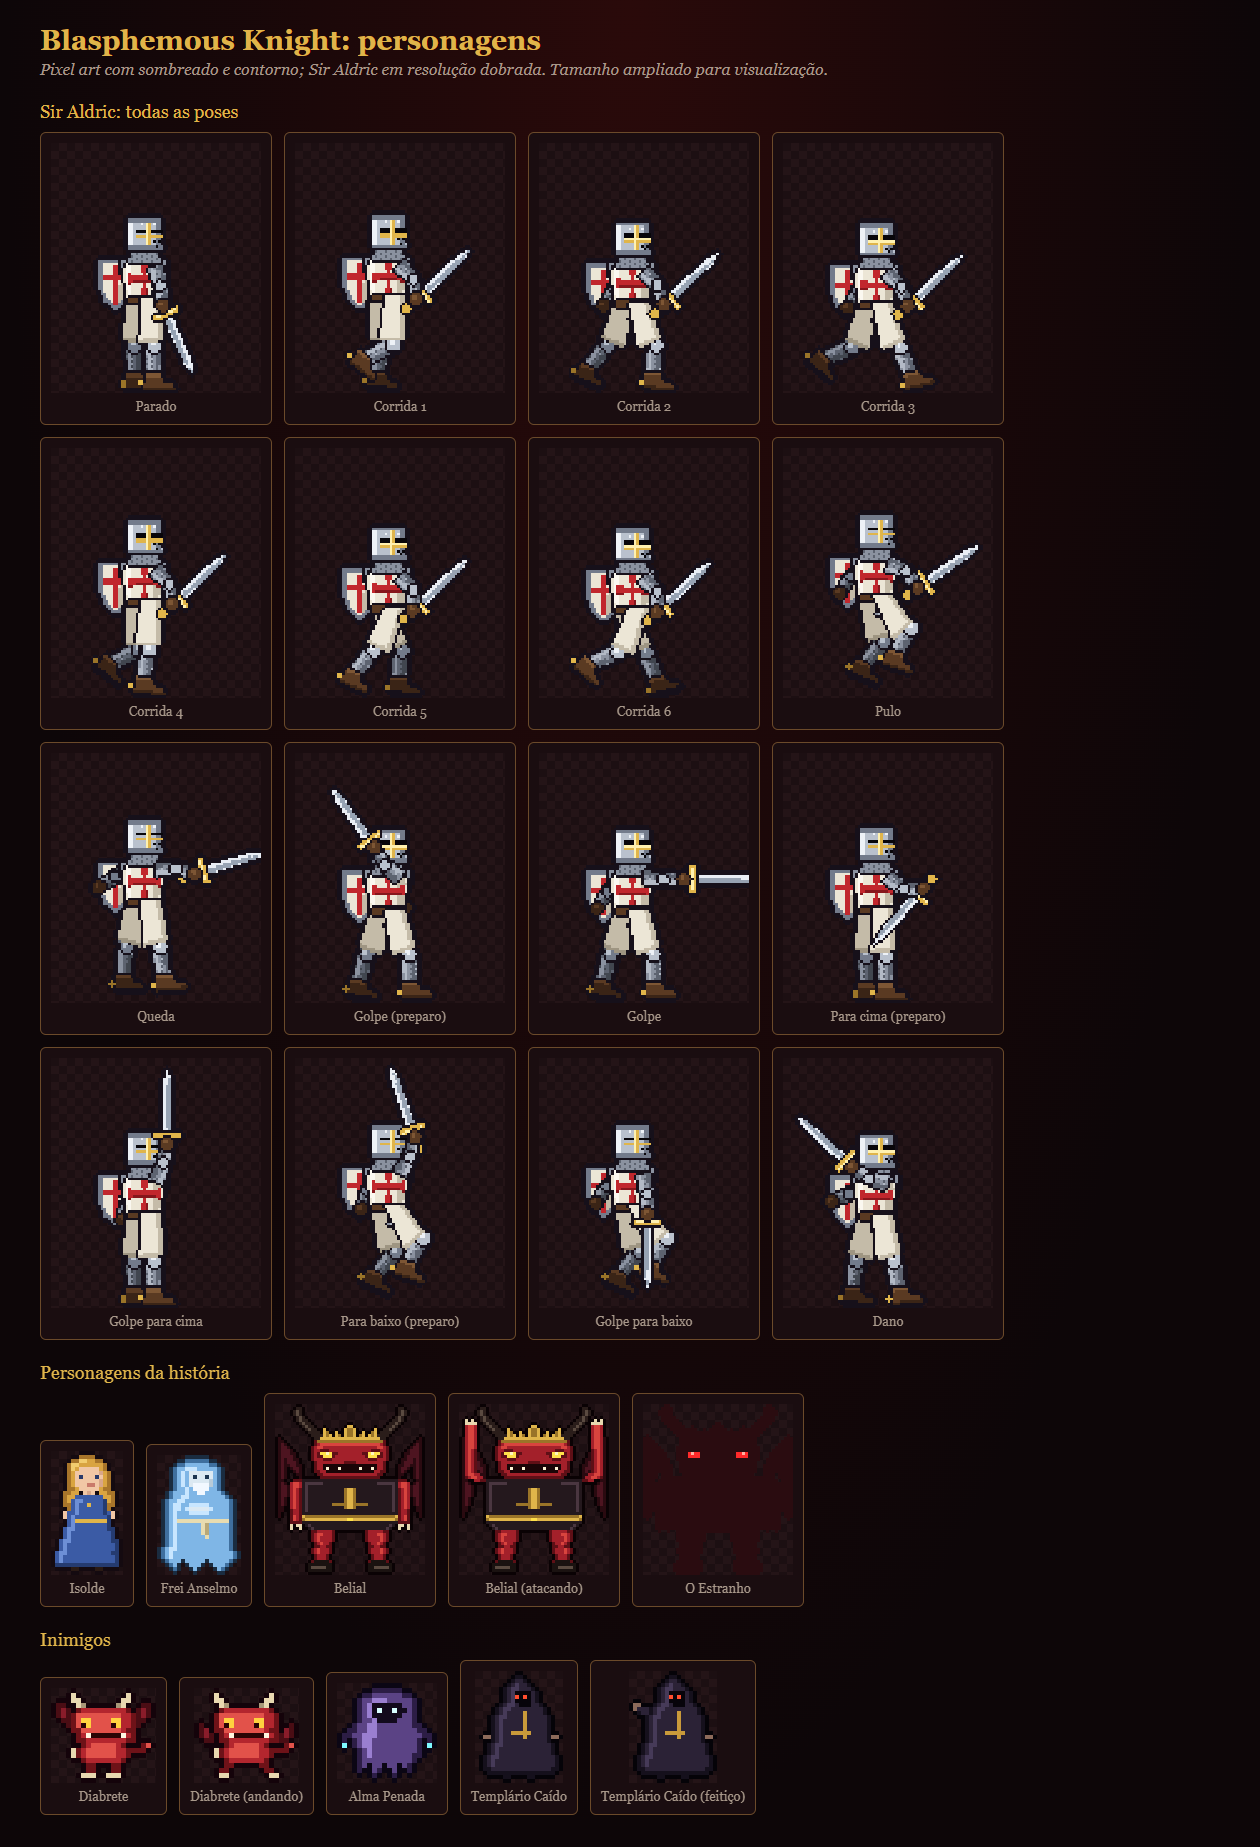 Blasphemous Knight: personagens
Pixel art com sombreado e contorno; Sir Aldric em resolução dobrada. Tamanho ampliado para visualização.
Sir Aldric: todas as poses
Parado
Corrida 1
Corrida 2
Corrida 3
Corrida 4
Corrida 5
Corrida 6
Pulo
Queda
Golpe (preparo)
Golpe
Para cima (preparo)
Golpe para cima
Para baixo (preparo)
Golpe para baixo
Dano
Personagens da história
Isolde
Frei Anselmo
Belial
Belial (atacando)
O Estranho
Inimigos
Diabrete
Diabrete (andando)
Alma Penada
Templário Caído
Templário Caído (feitiço)